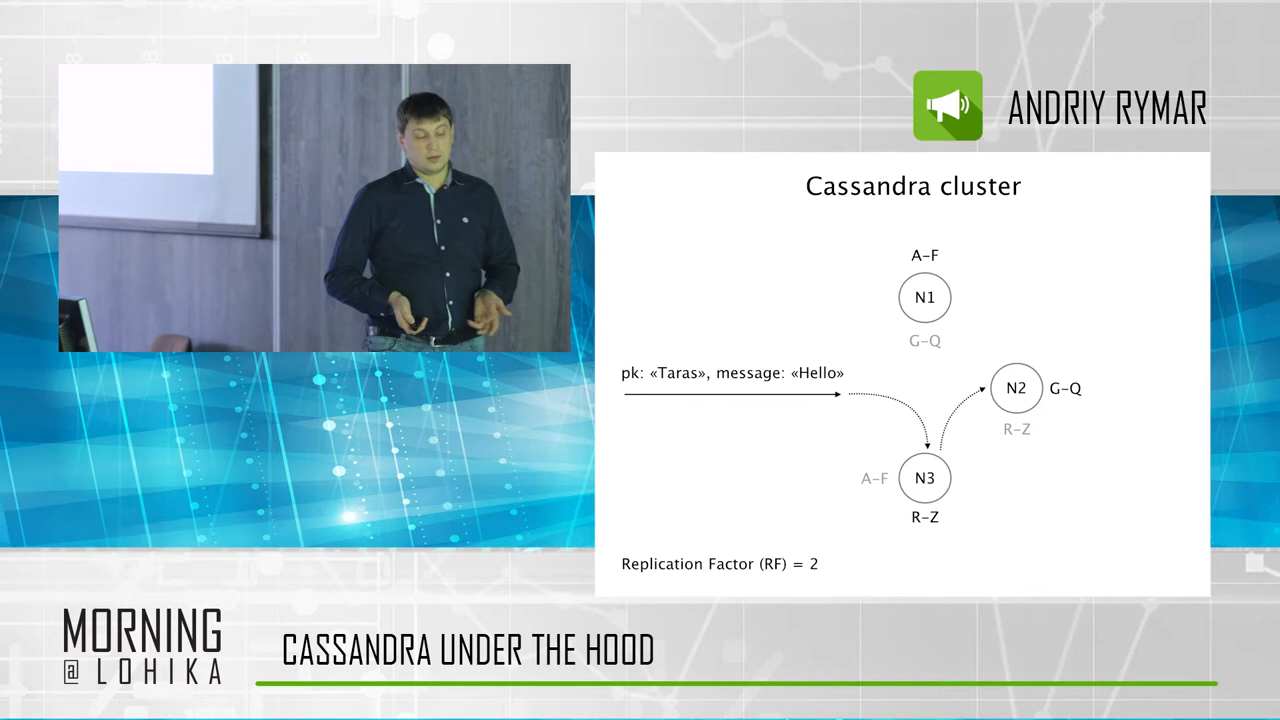 ANDRIY RYMAR
Cassandra cluster
A-F
N1
G-Q
pk: «Taras», message: «Hello»
N2 G-Q
R-Z
A-F N3
R-Z
Replication Factor (RF) = 2
MORNING
@ LOHIKA
CASSANDRA UNDER THE HOOD